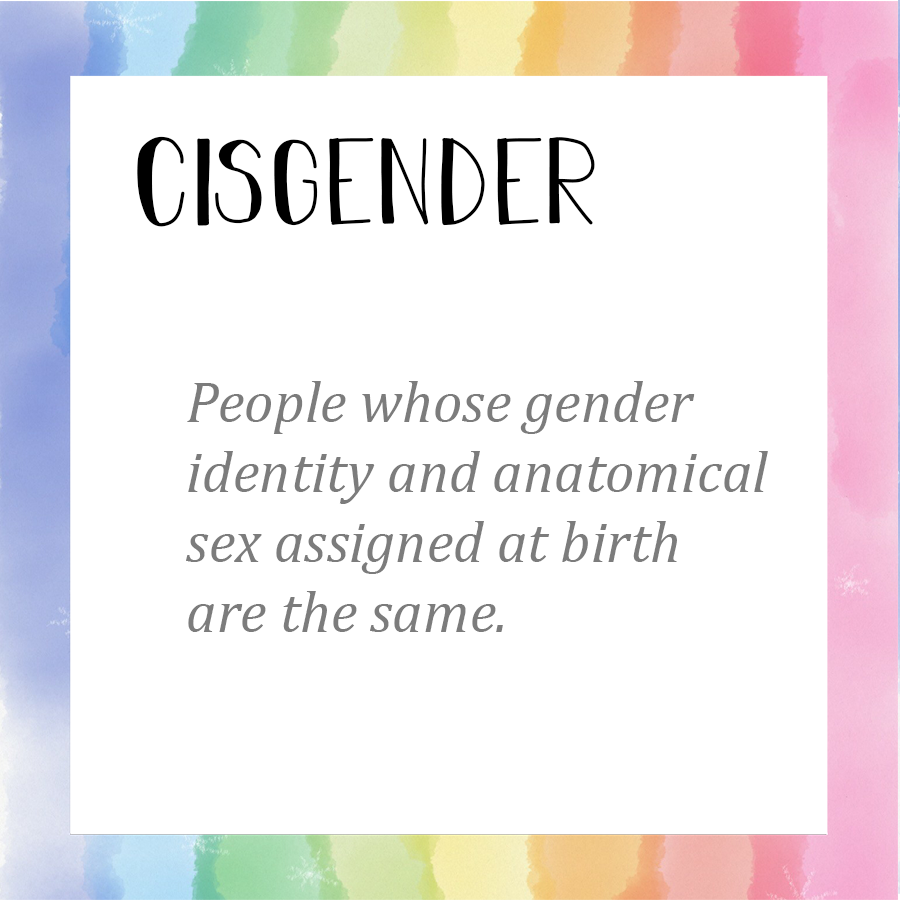 CISGENDER
People whose gender
identity and anatomical
sex assigned at birth
are the same.